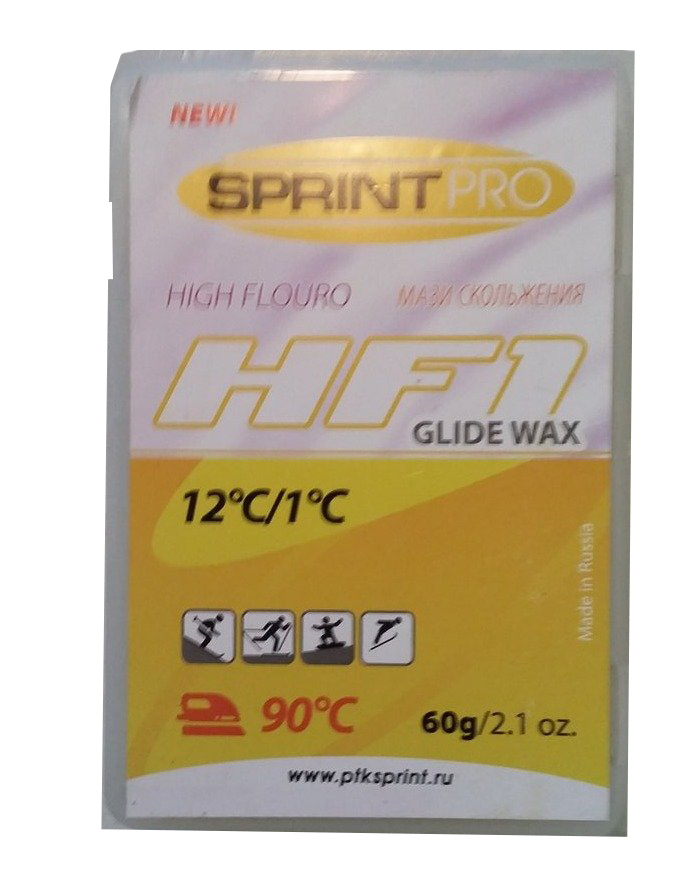 NEW!
SPRINT PRO
HIGH FLOURO
МАЗИ СКОЛЬЖЕНИЯ
HF1
GLIDE WAX
12°C/1°C
Made in Russia
90°C
60g/2.1 oz.
www.ptksprint.ru